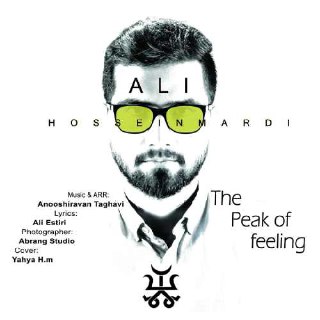 ALI
HOSSEINMARDI
Music & ARR:
Anooshiravan Taghavi
Lyrics:
Ali Estiri
Photographer:
Abrang Studio
Cover:
Yahya H.m
The
Peak of
feeling